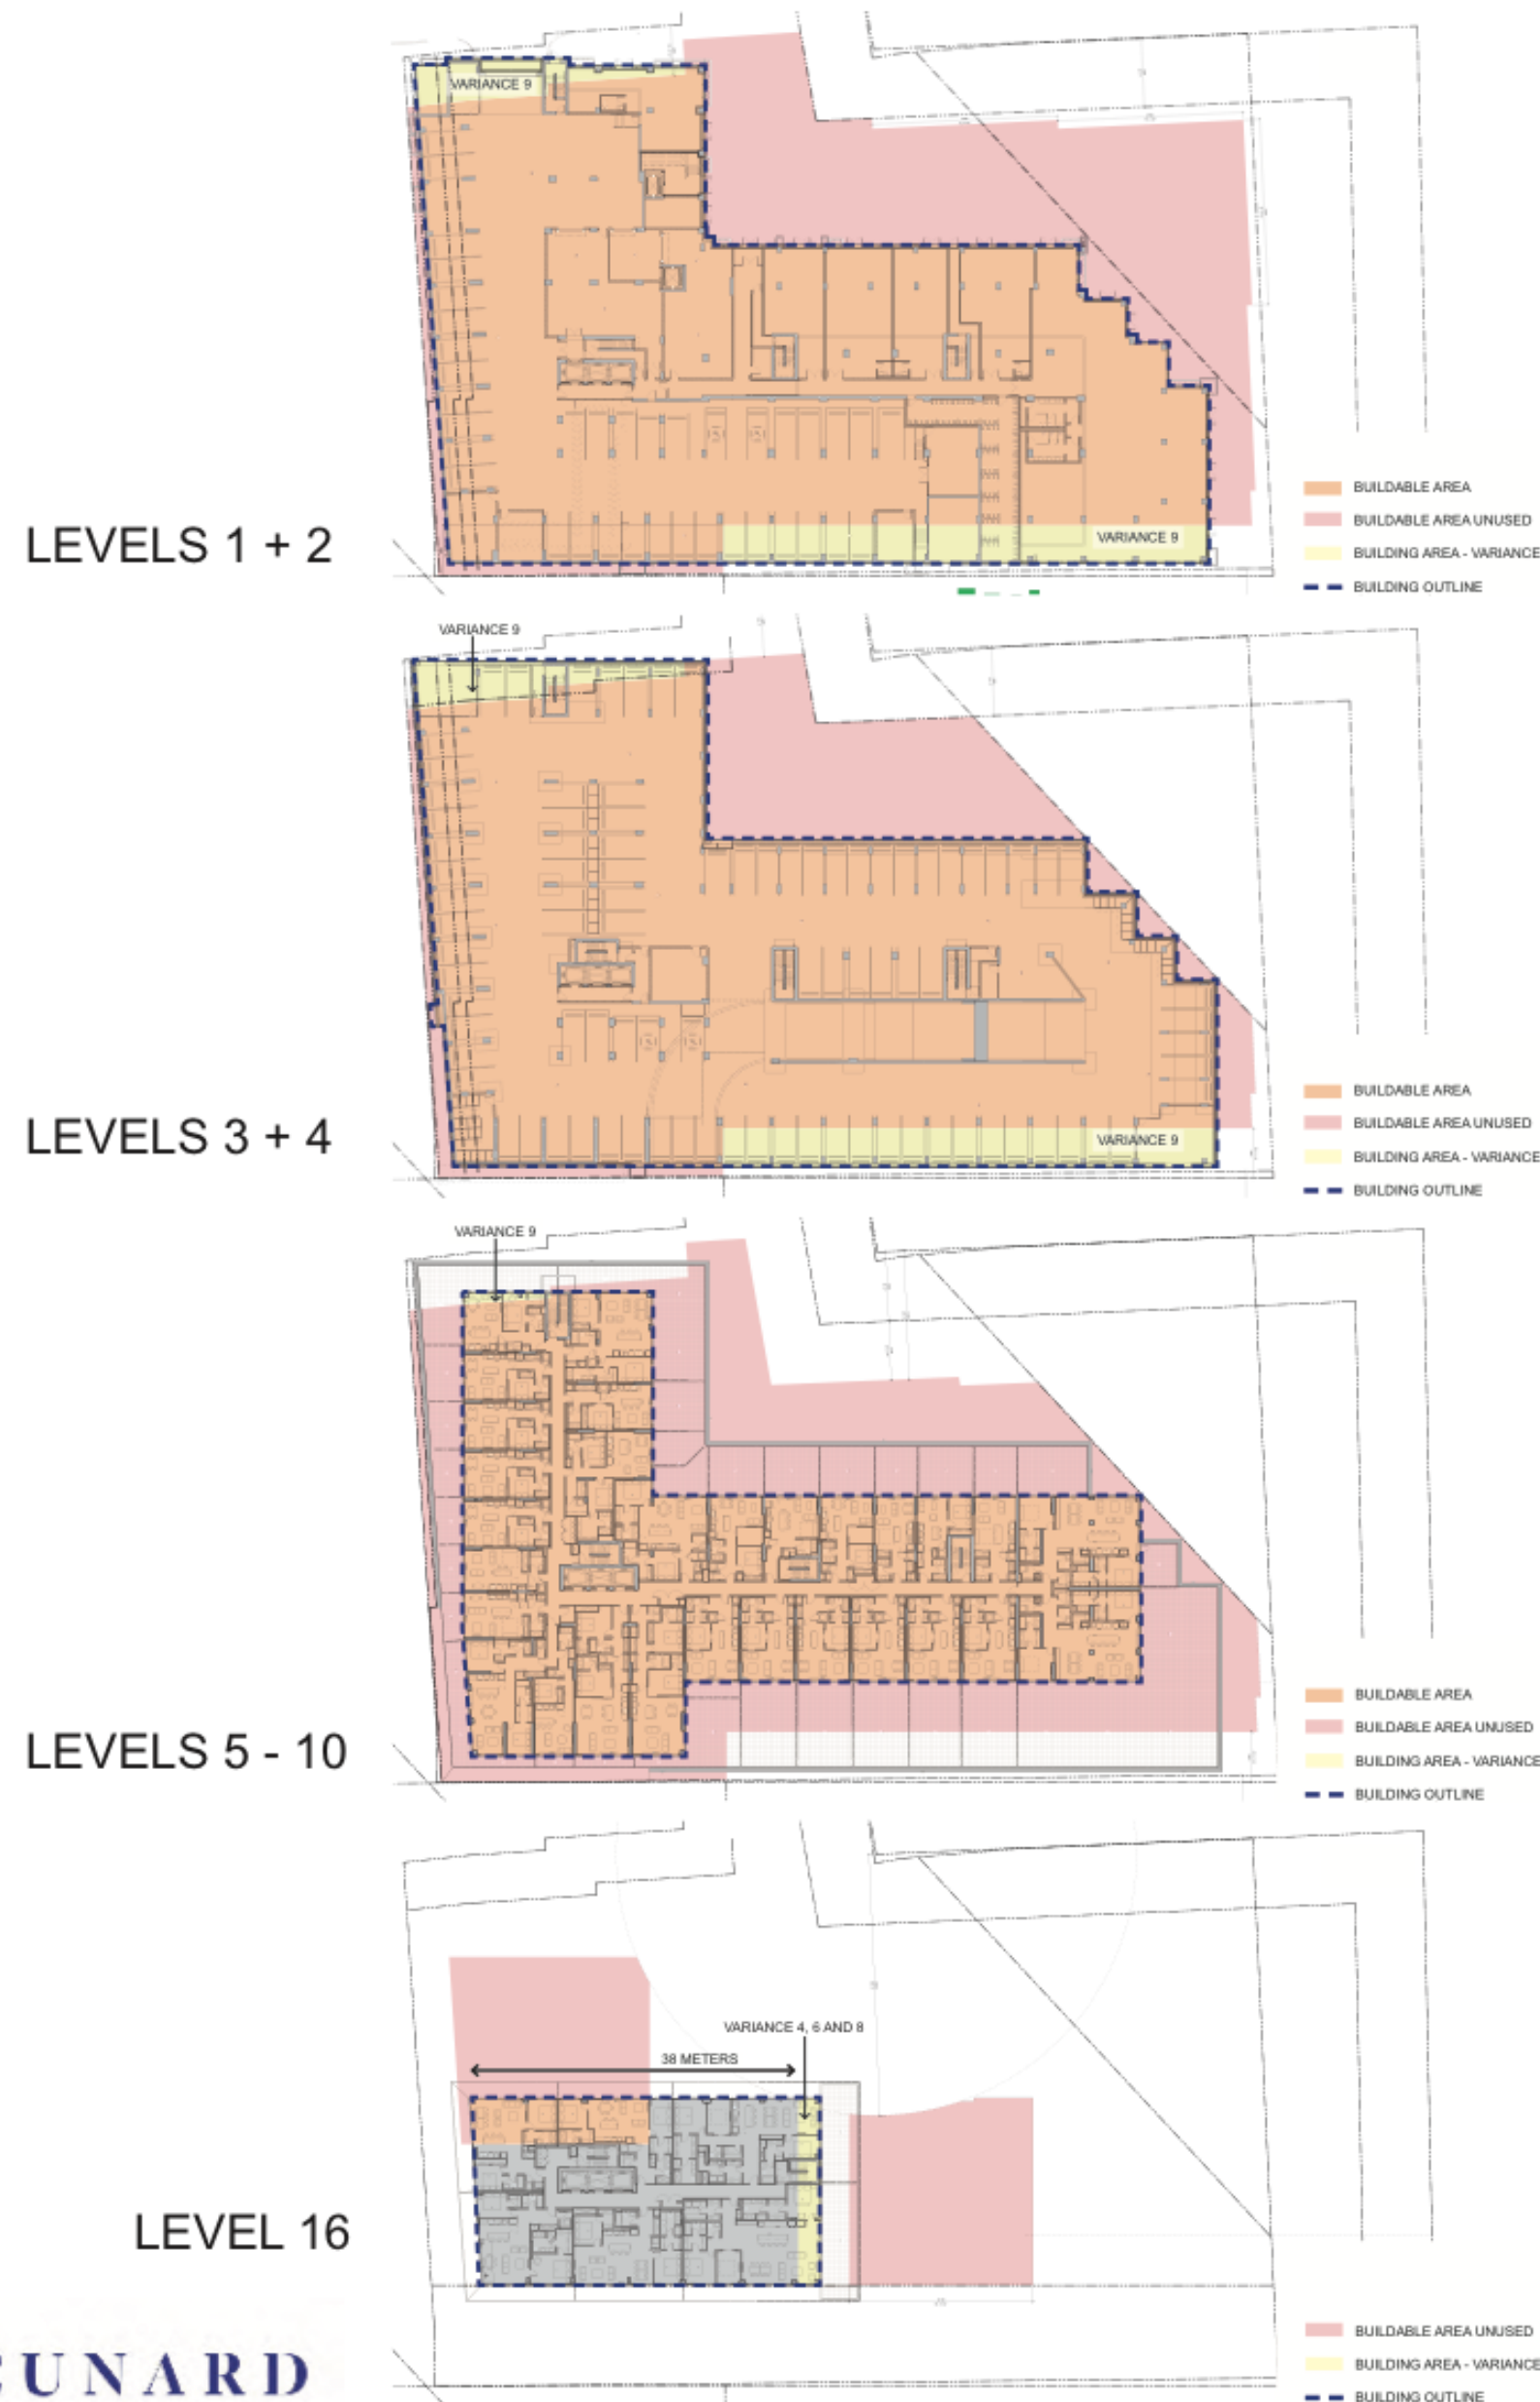 VARIANCE 9
LEVELS 1 + 2
VARIANCE 9
BUILDABLE AREA
BUILDABLE AREA UNUSED
BUILDING AREA - VARIANCE
BUILDING OUTLINE
VARIANCE 9
LEVELS 3 + 4
VARIANCE 9
BUILDABLE AREA
BUILDABLE AREA UNUSED
BUILDING AREA - VARIANCE
BUILDING OUTLINE
VARIANCE 9
LEVELS 5 - 10
BUILDABLE AREA
BUILDABLE AREA UNUSED
BUILDING AREA - VARIANCE
BUILDING OUTLINE
VARIANCE 4, 6 AND 8
38 METERS
LEVEL 16
BUILDABLE AREA UNUSED
BUILDING AREA - VARIANCE
BUILDING OUTLINE
CUNARD